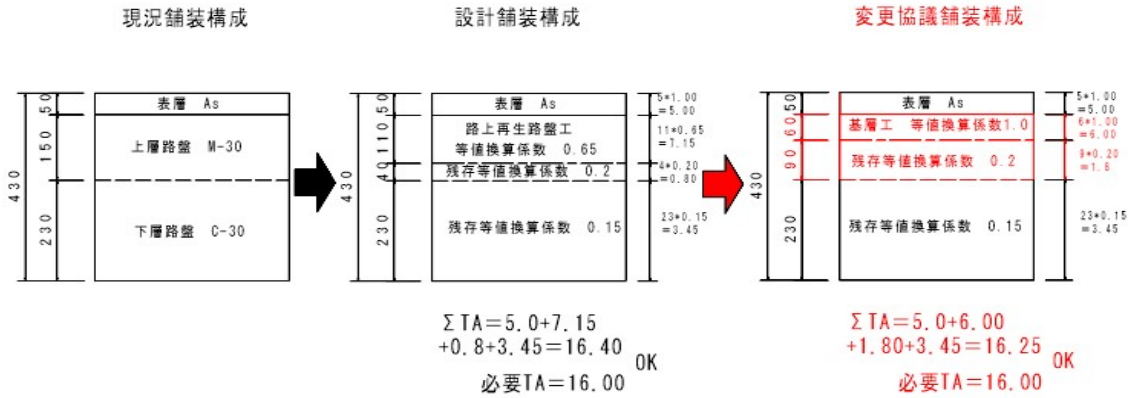 現況舗装構成
430
50
150
230
表層 As
上層路盤 M-30
下層路盤 C-30
設計舗装構成
430
50
110
40
230
表層 As
路上再生路盤工
等値換算係数 0.65
残存等値換算係数 0.2
残存等値換算係数 0.15
5*1.00
=5.00
11*0.65
=7.15
4*0.20
=0.80
23*0.15
=3.45
ΣTA=5.0+7.15
+0.8+3.45=16.40
OK
必要TA=16.00
変更協議舗装構成
430
50
60
90
230
表層 As
基層工 等値換算係数1.0
残存等値換算係数 0.2
残存等値換算係数 0.15
5*1.00
=5.00
6*1.00
=6.00
9*0.20
=1.8
23*0.15
=3.45
ΣTA=5.0+6.00
+1.80+3.45=16.25
OK
必要TA=16.00